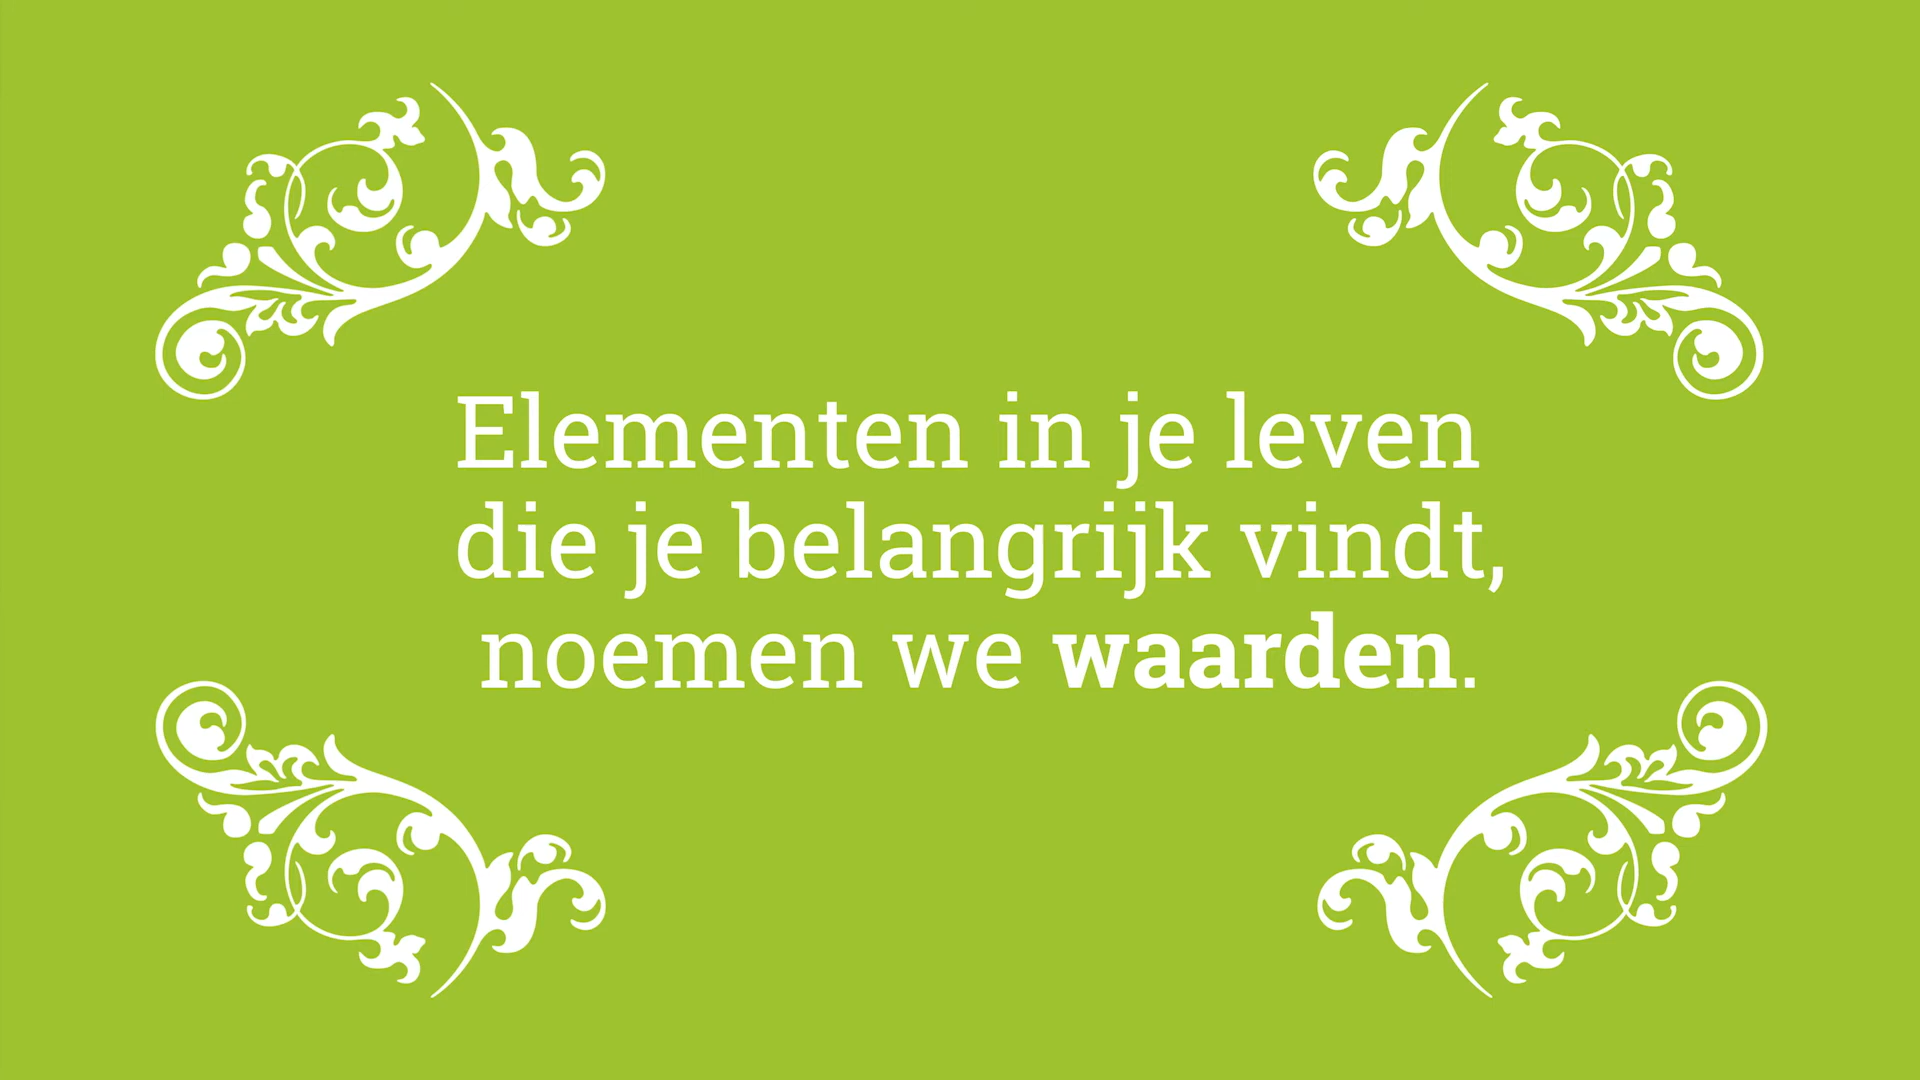 Elementen in je leven
die je belangrijk vindt,
noemen we waarden.